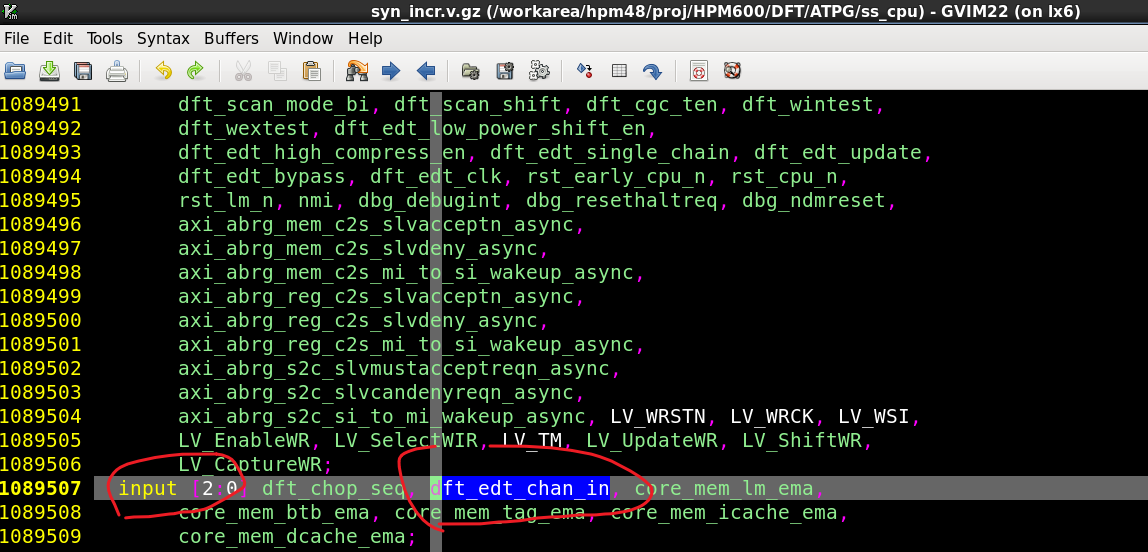 syn_incr.v.gz (/workarea/hpm48/proj/HPM600/DFT/ATPG/ss_cpu) - GVIM22 (on lx6)
File Edit Tools Syntax Buffers Window Help
1089491 dft_scan_mode_bi, dft_scan_shift, dft_cgc_ten, dft_wintest,
1089492 dft_wextest, dft_edt_low_power_shift_en,
1089493 dft_edt_high_compress_en, dft_edt_single_chain, dft_edt_update,
1089494 dft_edt_bypass, dft_edt_clk, rst_early_cpu_n, rst_cpu_n,
1089495 rst_lm_n, nmi, dbg_debugint, dbg_resethaltreq, dbg_ndmreset,
1089496 axi_abrg_mem_c2s_slvacceptn_async,
1089497 axi_abrg_mem_c2s_slvdeny_async,
1089498 axi_abrg_mem_c2s_mi_to_si_wakeup_async,
1089499 axi_abrg_reg_c2s_slvacceptn_async,
1089500 axi_abrg_reg_c2s_slvdeny_async,
1089501 axi_abrg_reg_c2s_mi_to_si_wakeup_async,
1089502 axi_abrg_s2c_slvmustacceptreqn_async,
1089503 axi_abrg_s2c_slvcandenyreqn_async,
1089504 axi_abrg_s2c_si_to_mi_wakeup_async, LV_WRSTN, LV_WRCK, LV_WSI,
1089505 LV_EnableWR, LV_SelectWIR, LV_TM, LV_UpdateWR, LV_ShiftWR,
1089506 LV_CaptureWR;
1089507 input [2:0] dft_chop_seq, dft_edt_chan_in, core_mem_lm_ema,
1089508 core_mem_btb_ema, core_mem_tag_ema, core_mem_icache_ema,
1089509 core_mem_dcache_ema;